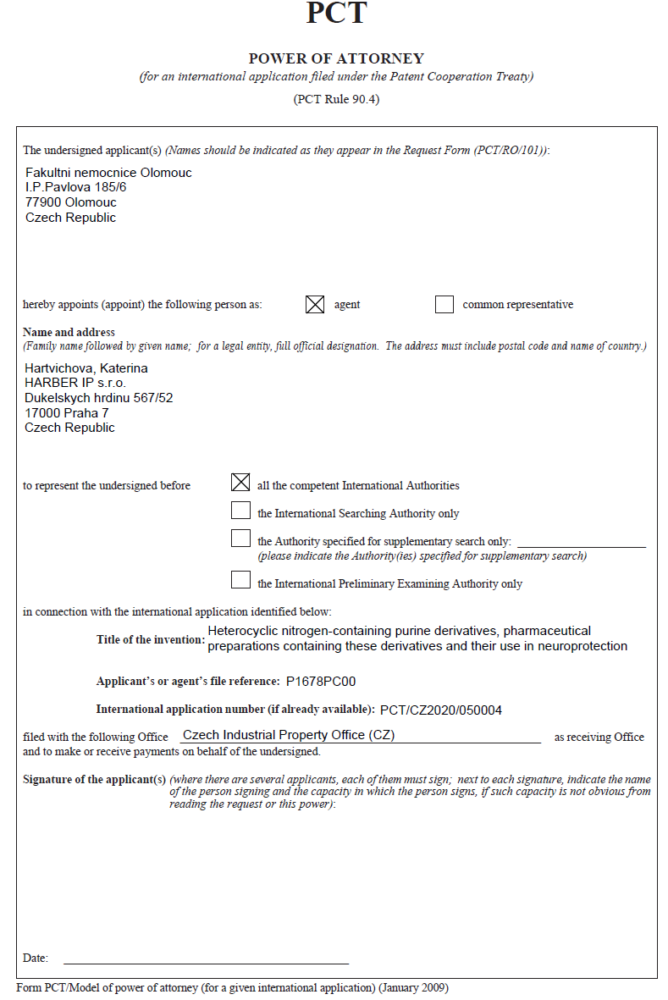 PCT
POWER OF ATTORNEY
(for an international application filed under the Patent Cooperation Treaty)
(PCT Rule 90.4)
The undersigned applicant(s) (Names should be indicated as they appear in the Request Form (PCT/RO/101)):
Fakultni nemocnice Olomouc
I.P.Pavlova 185/6
77900 Olomouc
Czech Republic
hereby appoints (appoint) the following person as: agent common representative
Name and address
(Family name followed by given name; for a legal entity, full official designation. The address must include postal code and name of country.)
Hartvichova, Katerina
HARBER IP s.r.o.
Dukelskych hrdinu 567/52
17000 Praha 7
Czech Republic
to represent the undersigned before all the competent International Authorities
the International Searching Authority only
the Authority specified for supplementary search only:
(please indicate the Authority(ies) specified for supplementary search)
the International Preliminary Examining Authority only
in connection with the international application identified below:
Title of the invention: Heterocyclic nitrogen-containing purine derivatives, pharmaceutical
preparations containing these derivatives and their use in neuroprotection
Applicant's or agent's file reference: P1678PC00
International application number (if already available): PCT/CZ2020/050004
filed with the following Office Czech Industrial Property Office (CZ) as receiving Office
and to make or receive payments on behalf of the undersigned.
Signature of the applicant(s) (where there are several applicants, each of them must sign; next to each signature, indicate the name
of the person signing and the capacity in which the person signs, if such capacity is not obvious from
reading the request or this power):
Date:
Form PCT/Model of power of attorney (for a given international application) (January 2009)